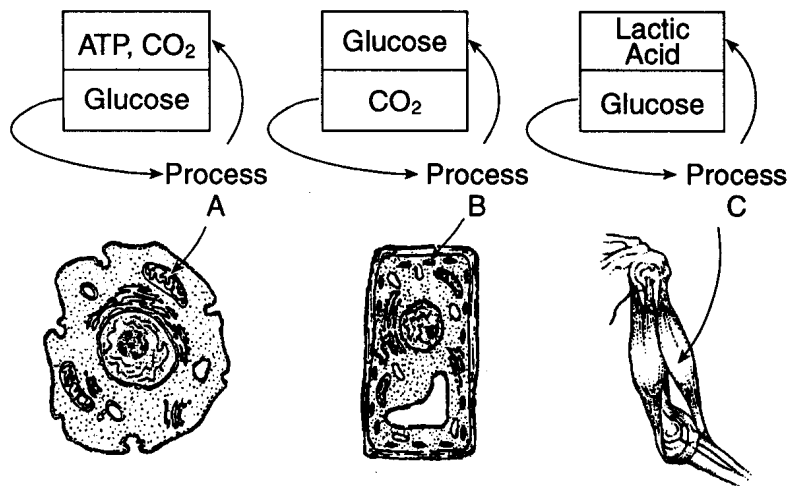 ATP, CO₂
Glucose
Process
A
Glucose
CO₂
Process
B
Lactic
Acid
Glucose
Process
C